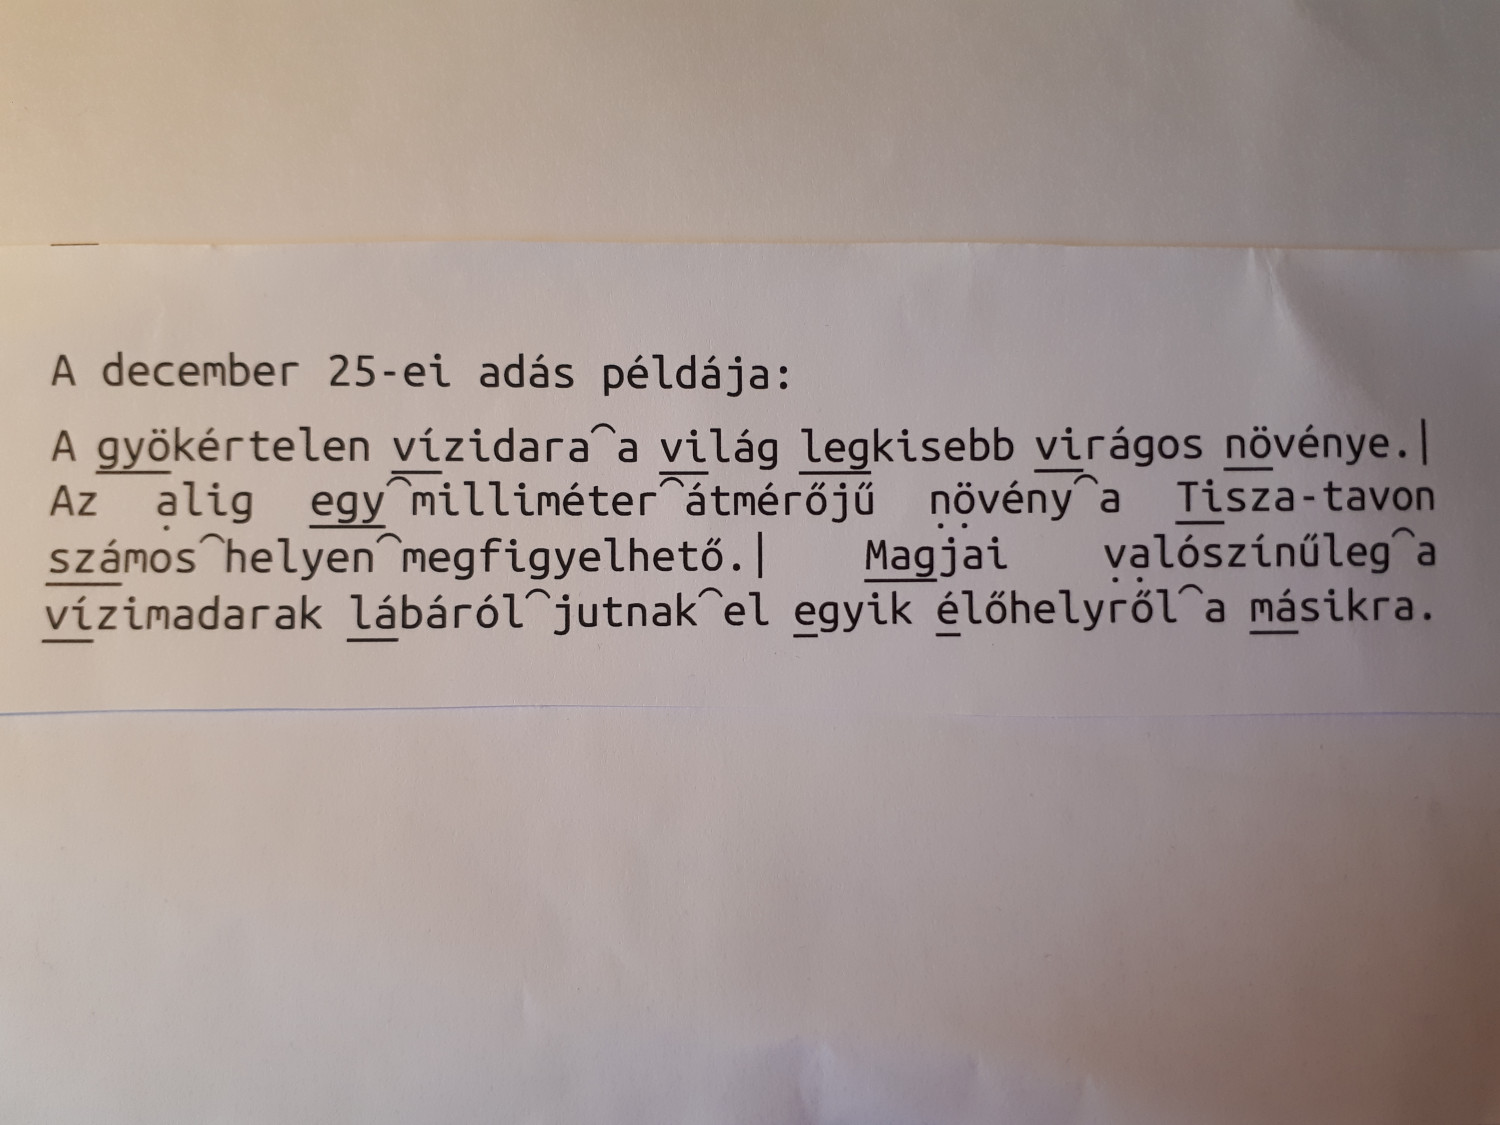 A december 25-ei adás példája:
A gyökértelen vízidara⁀a világ legkisebb virágos növénye.|
Az alig egy⁀milliméter⁀átmérőjű növény⁀a Tisza-tavon
számos⁀helyen⁀megfigyelhető.| Magjai valószínűleg⁀a
vízimadarak lábáról⁀jutnak⁀el egyik élőhelyről⁀a másikra.